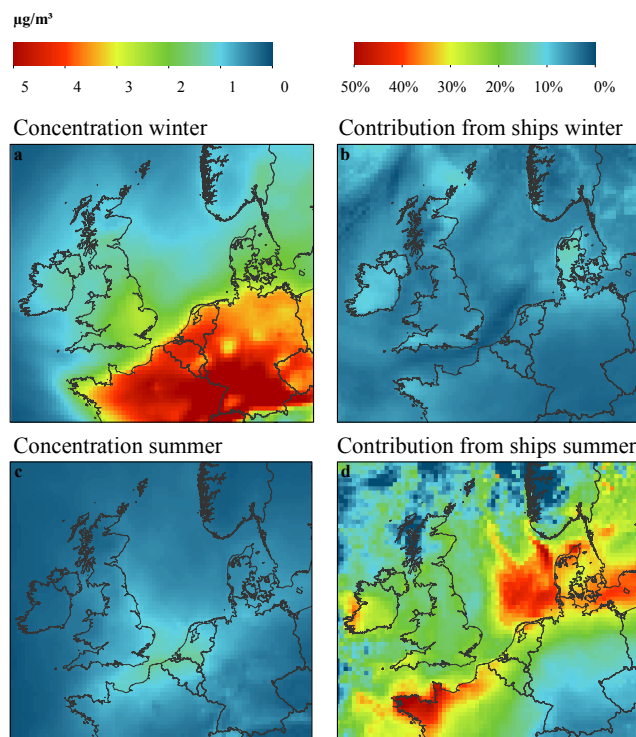 µg/m³
5 4 3 2 1 0
50% 40% 30% 20% 10% 0%
Concentration winter
Contribution from ships winter
a
b
Concentration summer
Contribution from ships summer
c
d